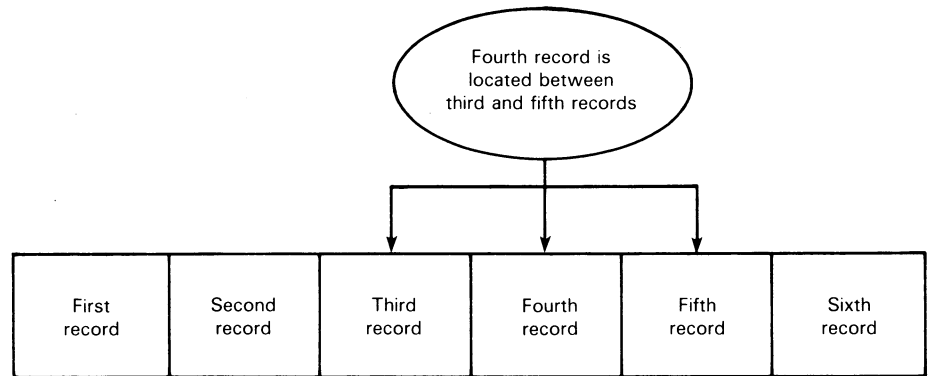 Fourth record is
located between
third and fifth records
First
record
Second
record
Third
record
Fourth
record
Fifth
record
Sixth
record